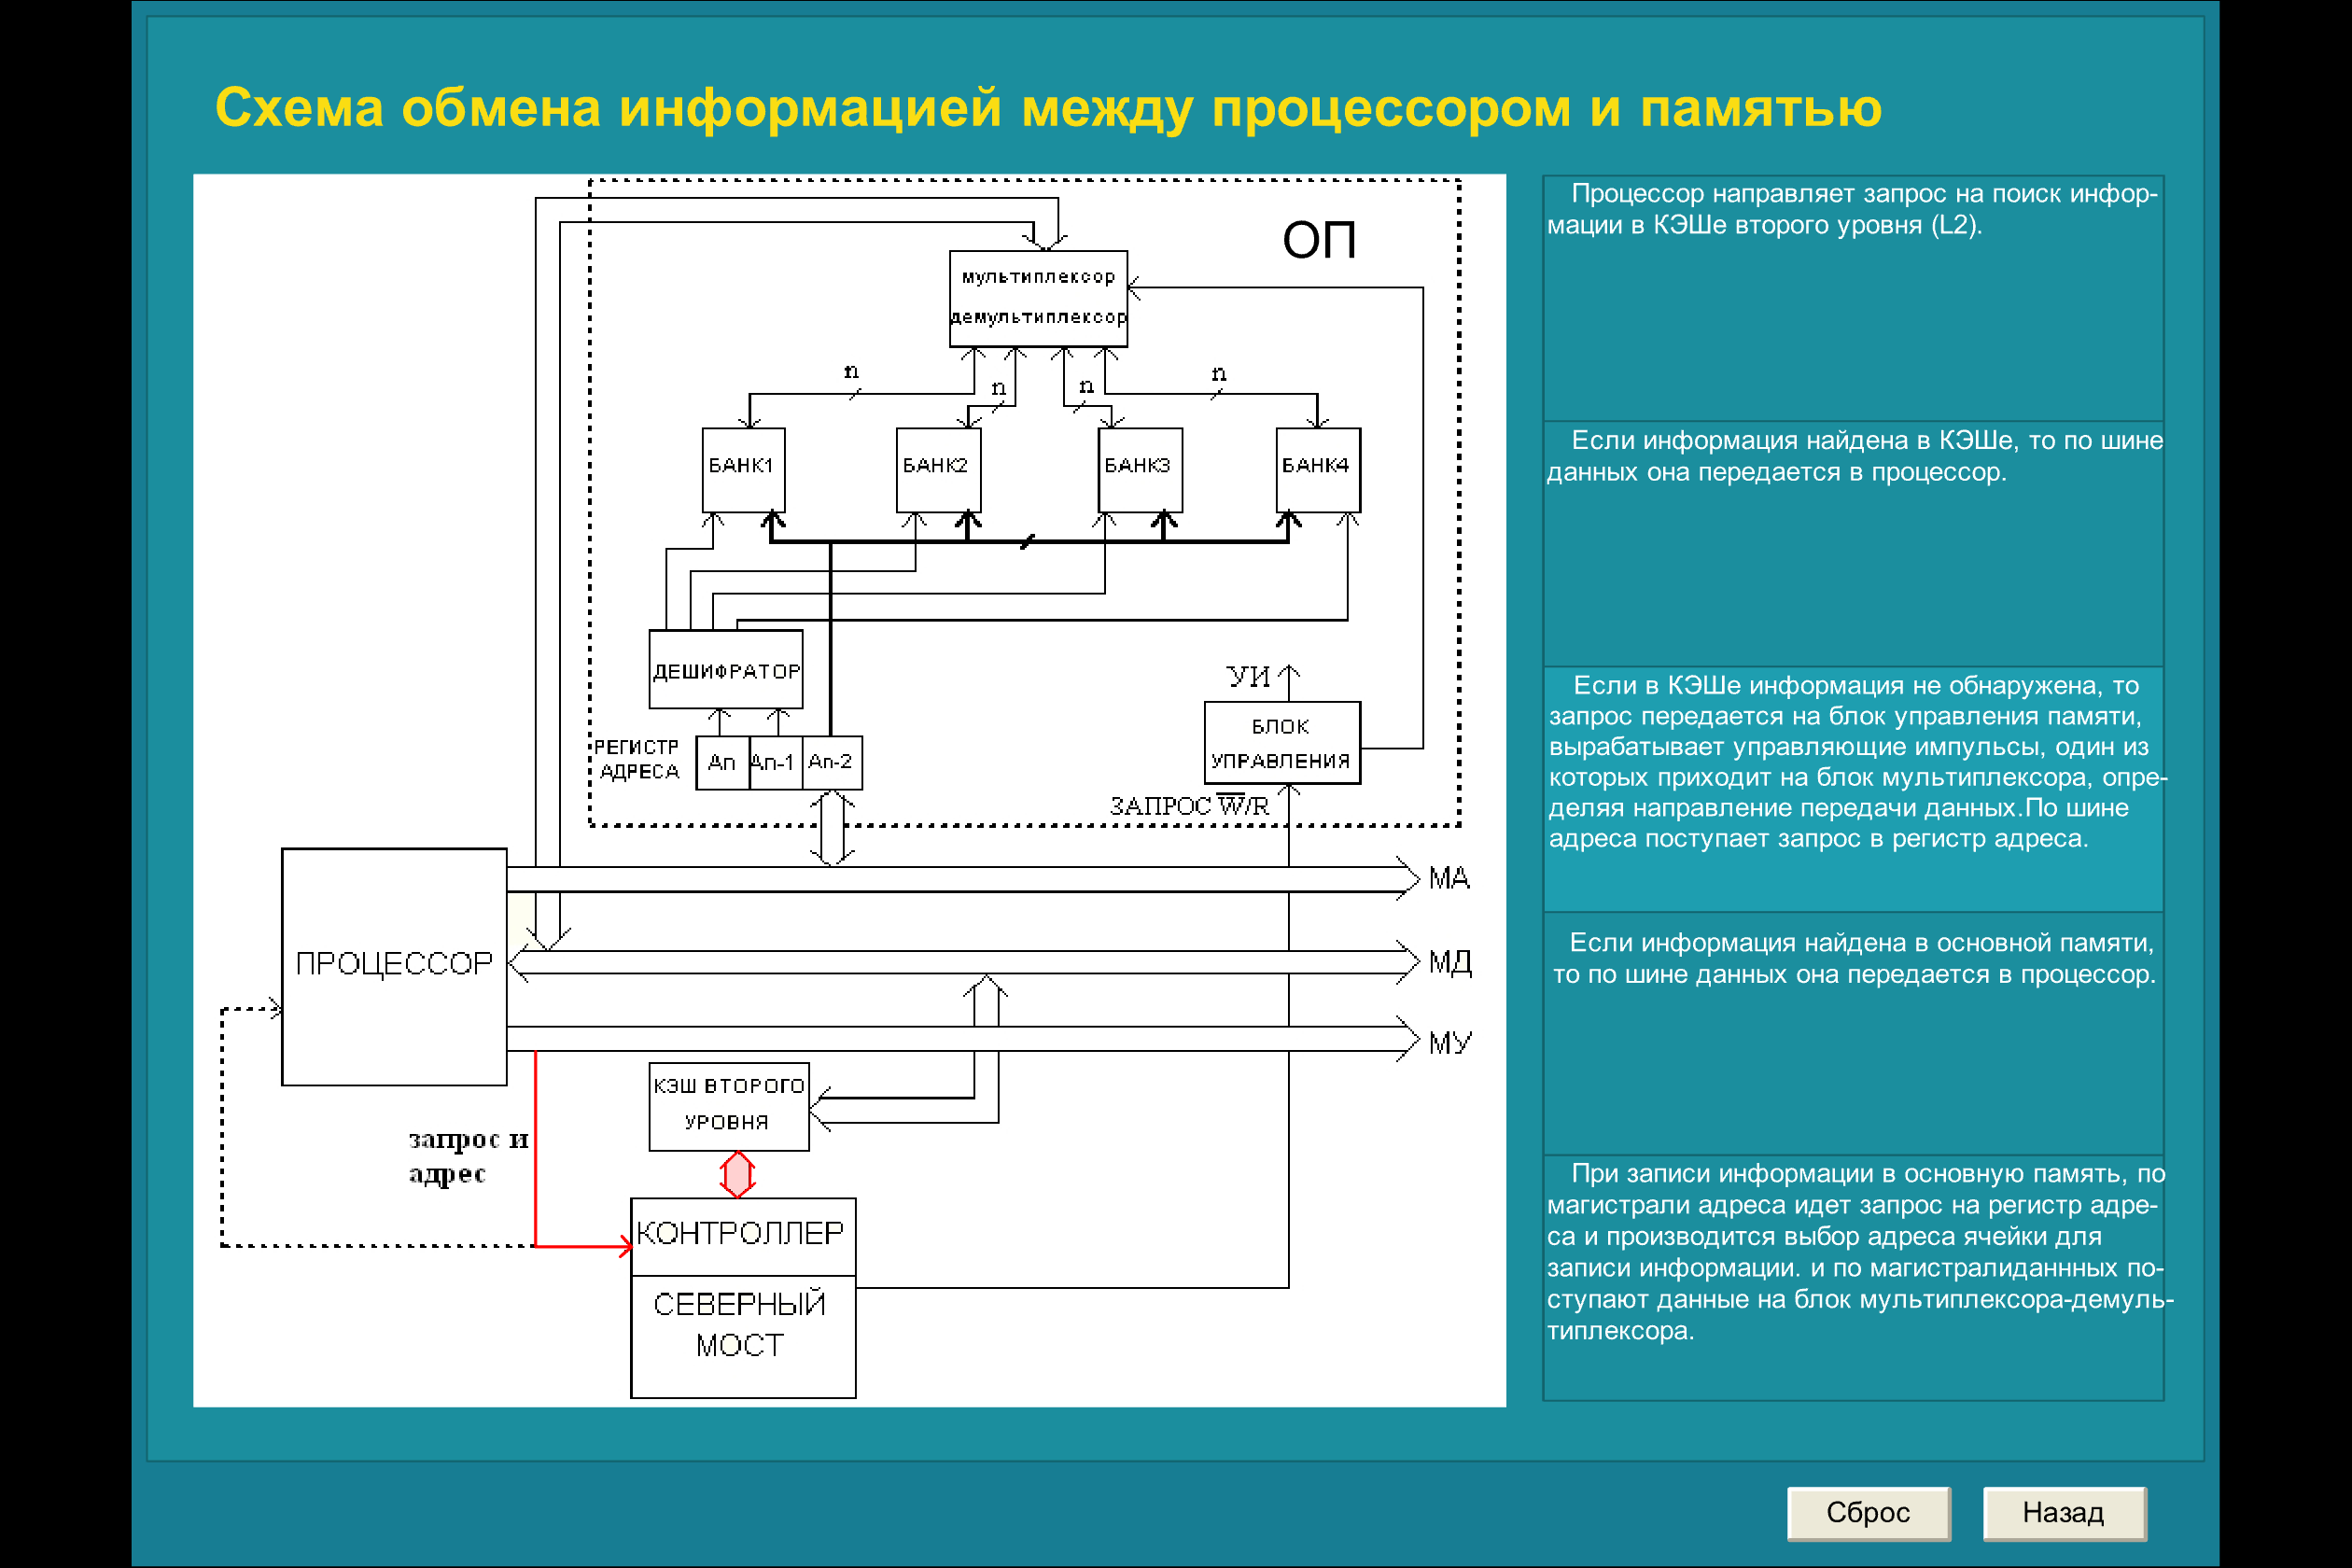 Схема обмена информацией между процессором и памятью
ОП
мультиплексор
демультиплексор
n
n
n
n
БАНК1
БАНК2
БАНК3
БАНК4
ДЕШИФРАТОР
УИ
БЛОК
УПРАВЛЕНИЯ
РЕГИСТР
АДРЕСА
An
An-1
An-2
ЗАПРОС W̅/R
ПРОЦЕССОР
МА
МД
МУ
КЭШ ВТОРОГО
УРОВНЯ
запрос и
адрес
КОНТРОЛЛЕР
СЕВЕРНЫЙ
МОСТ
Процессор направляет запрос на поиск инфор-
мации в КЭШе второго уровня (L2).
Если информация найдена в КЭШе, то по шине
данных она передается в процессор.
Если в КЭШе информация не обнаружена, то
запрос передается на блок управления памяти,
вырабатывает управляющие импульсы, один из
которых приходит на блок мультиплексора, опре-
деляя направление передачи данных.По шине
адреса поступает запрос в регистр адреса.
Если информация найдена в основной памяти,
то по шине данных она передается в процессор.
При записи информации в основную память, по
магистрали адреса идет запрос на регистр адре-
са и производится выбор адреса ячейки для
записи информации. и по магистралиданнных по-
ступают данные на блок мультиплексора-демуль-
типлексора.
Сброс
Назад